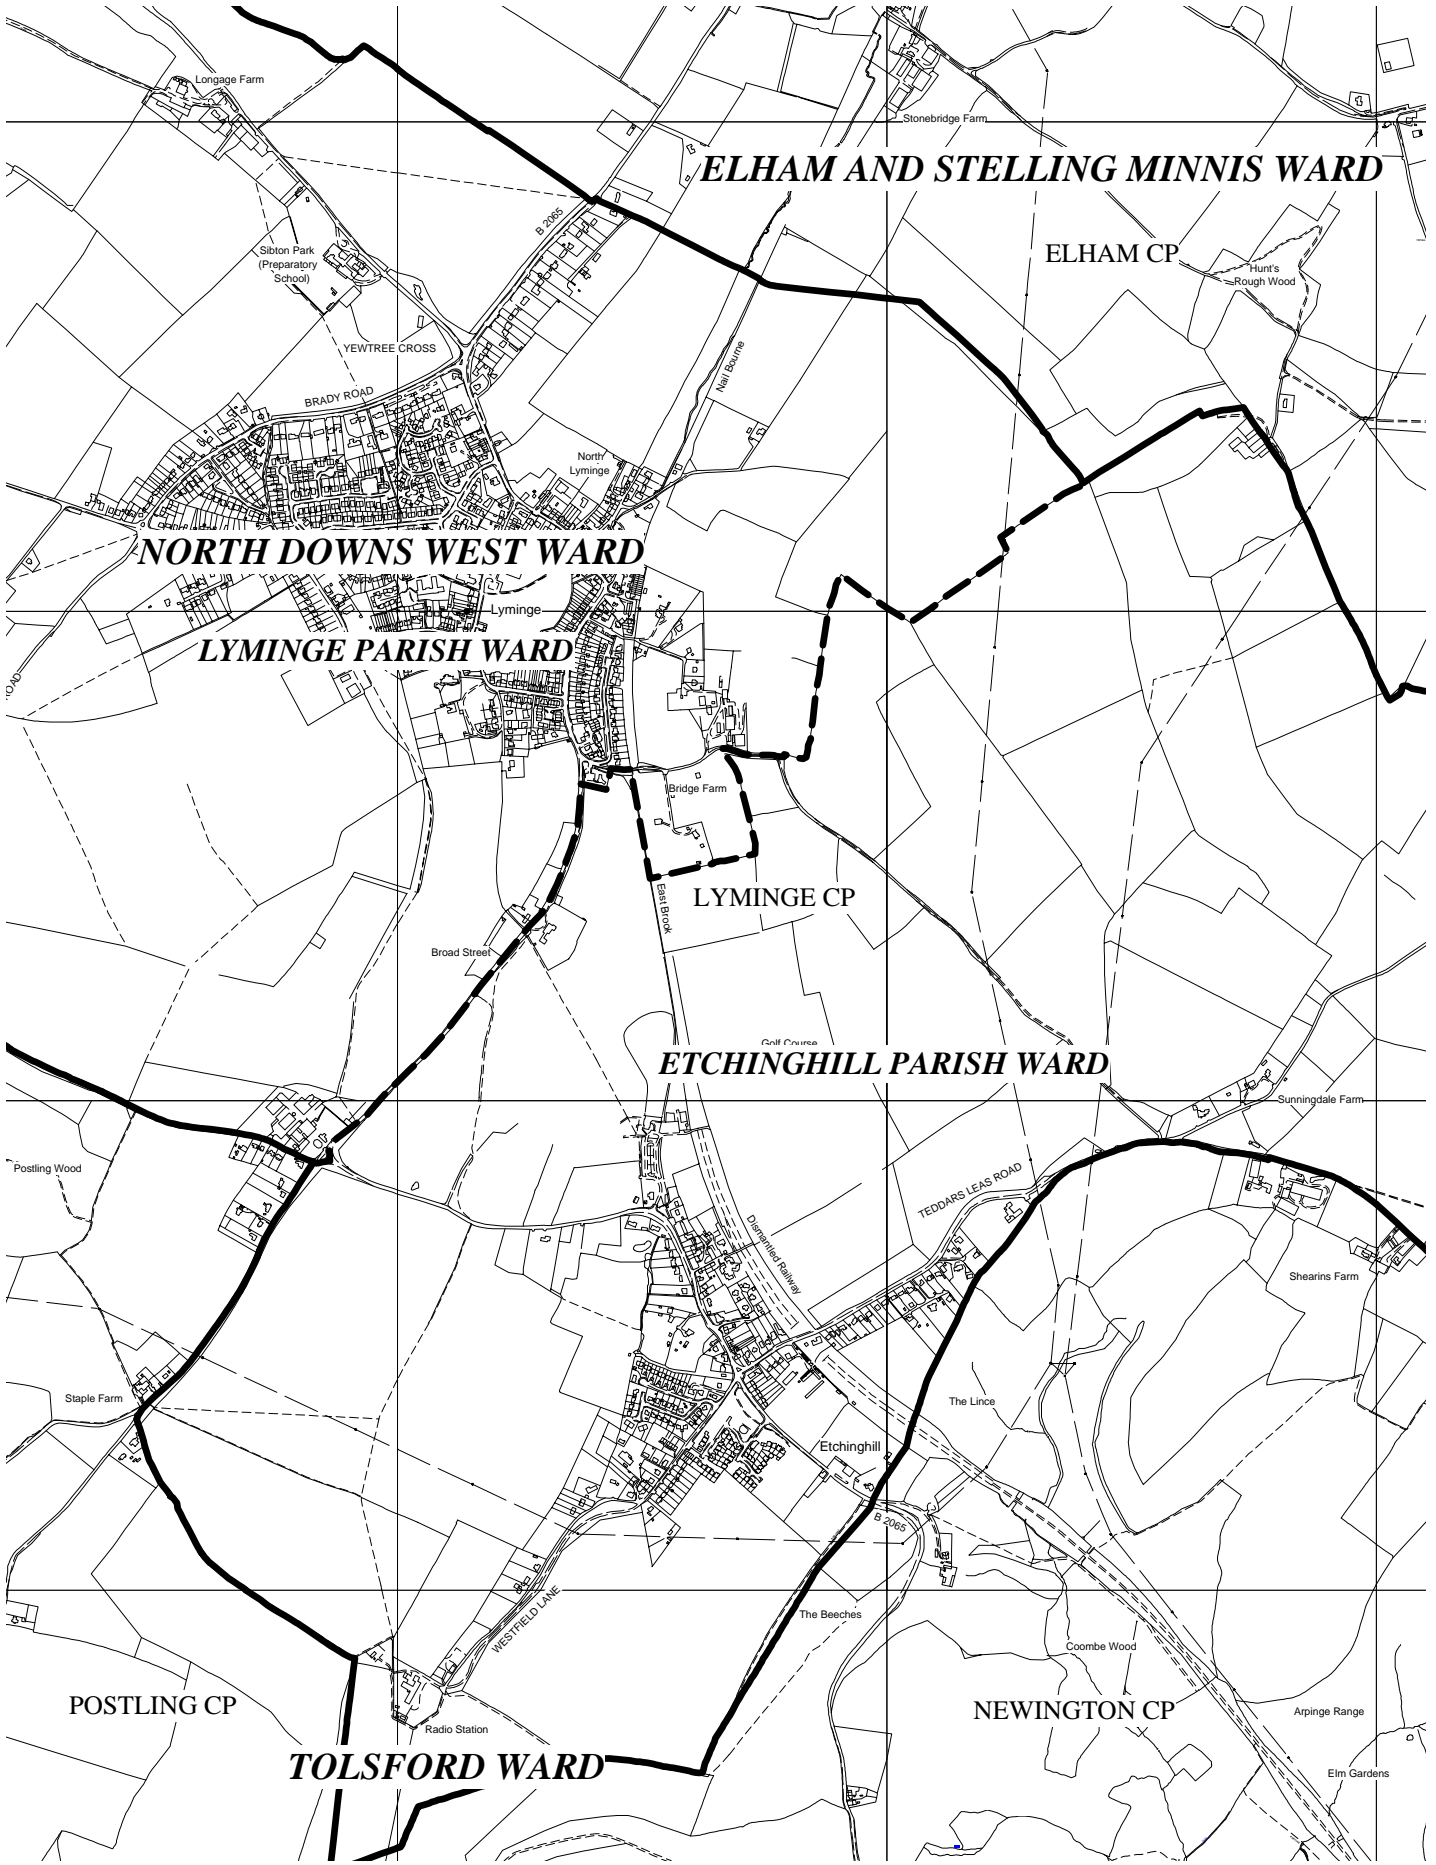 Longage Farm
Stonebridge Farm
ELHAM AND STELLING MINNIS WARD
B 2065
ELHAM CP
Sibton Park
(Preparatory
School)
Hunt's
Rough Wood
YEWTREE CROSS
Nail Bourne
BRADY ROAD
North
Lyminge
NORTH DOWNS WEST WARD
Lyminge
LYMINGE PARISH WARD
OAD
Bridge Farm
LYMINGE CP
East Brook
Broad Street
Golf Course
ETCHINGHILL PARISH WARD
Sunningdale Farm
Postling Wood
TEDDARS LEAS ROAD
Dismantled Railway
Shearins Farm
Staple Farm
The Lince
Etchinghill
B 2065
WESTFIELD LANE
The Beeches
Coombe Wood
POSTLING CP
NEWINGTON CP
Arpinge Range
Radio Station
TOLSFORD WARD
Elm Gardens